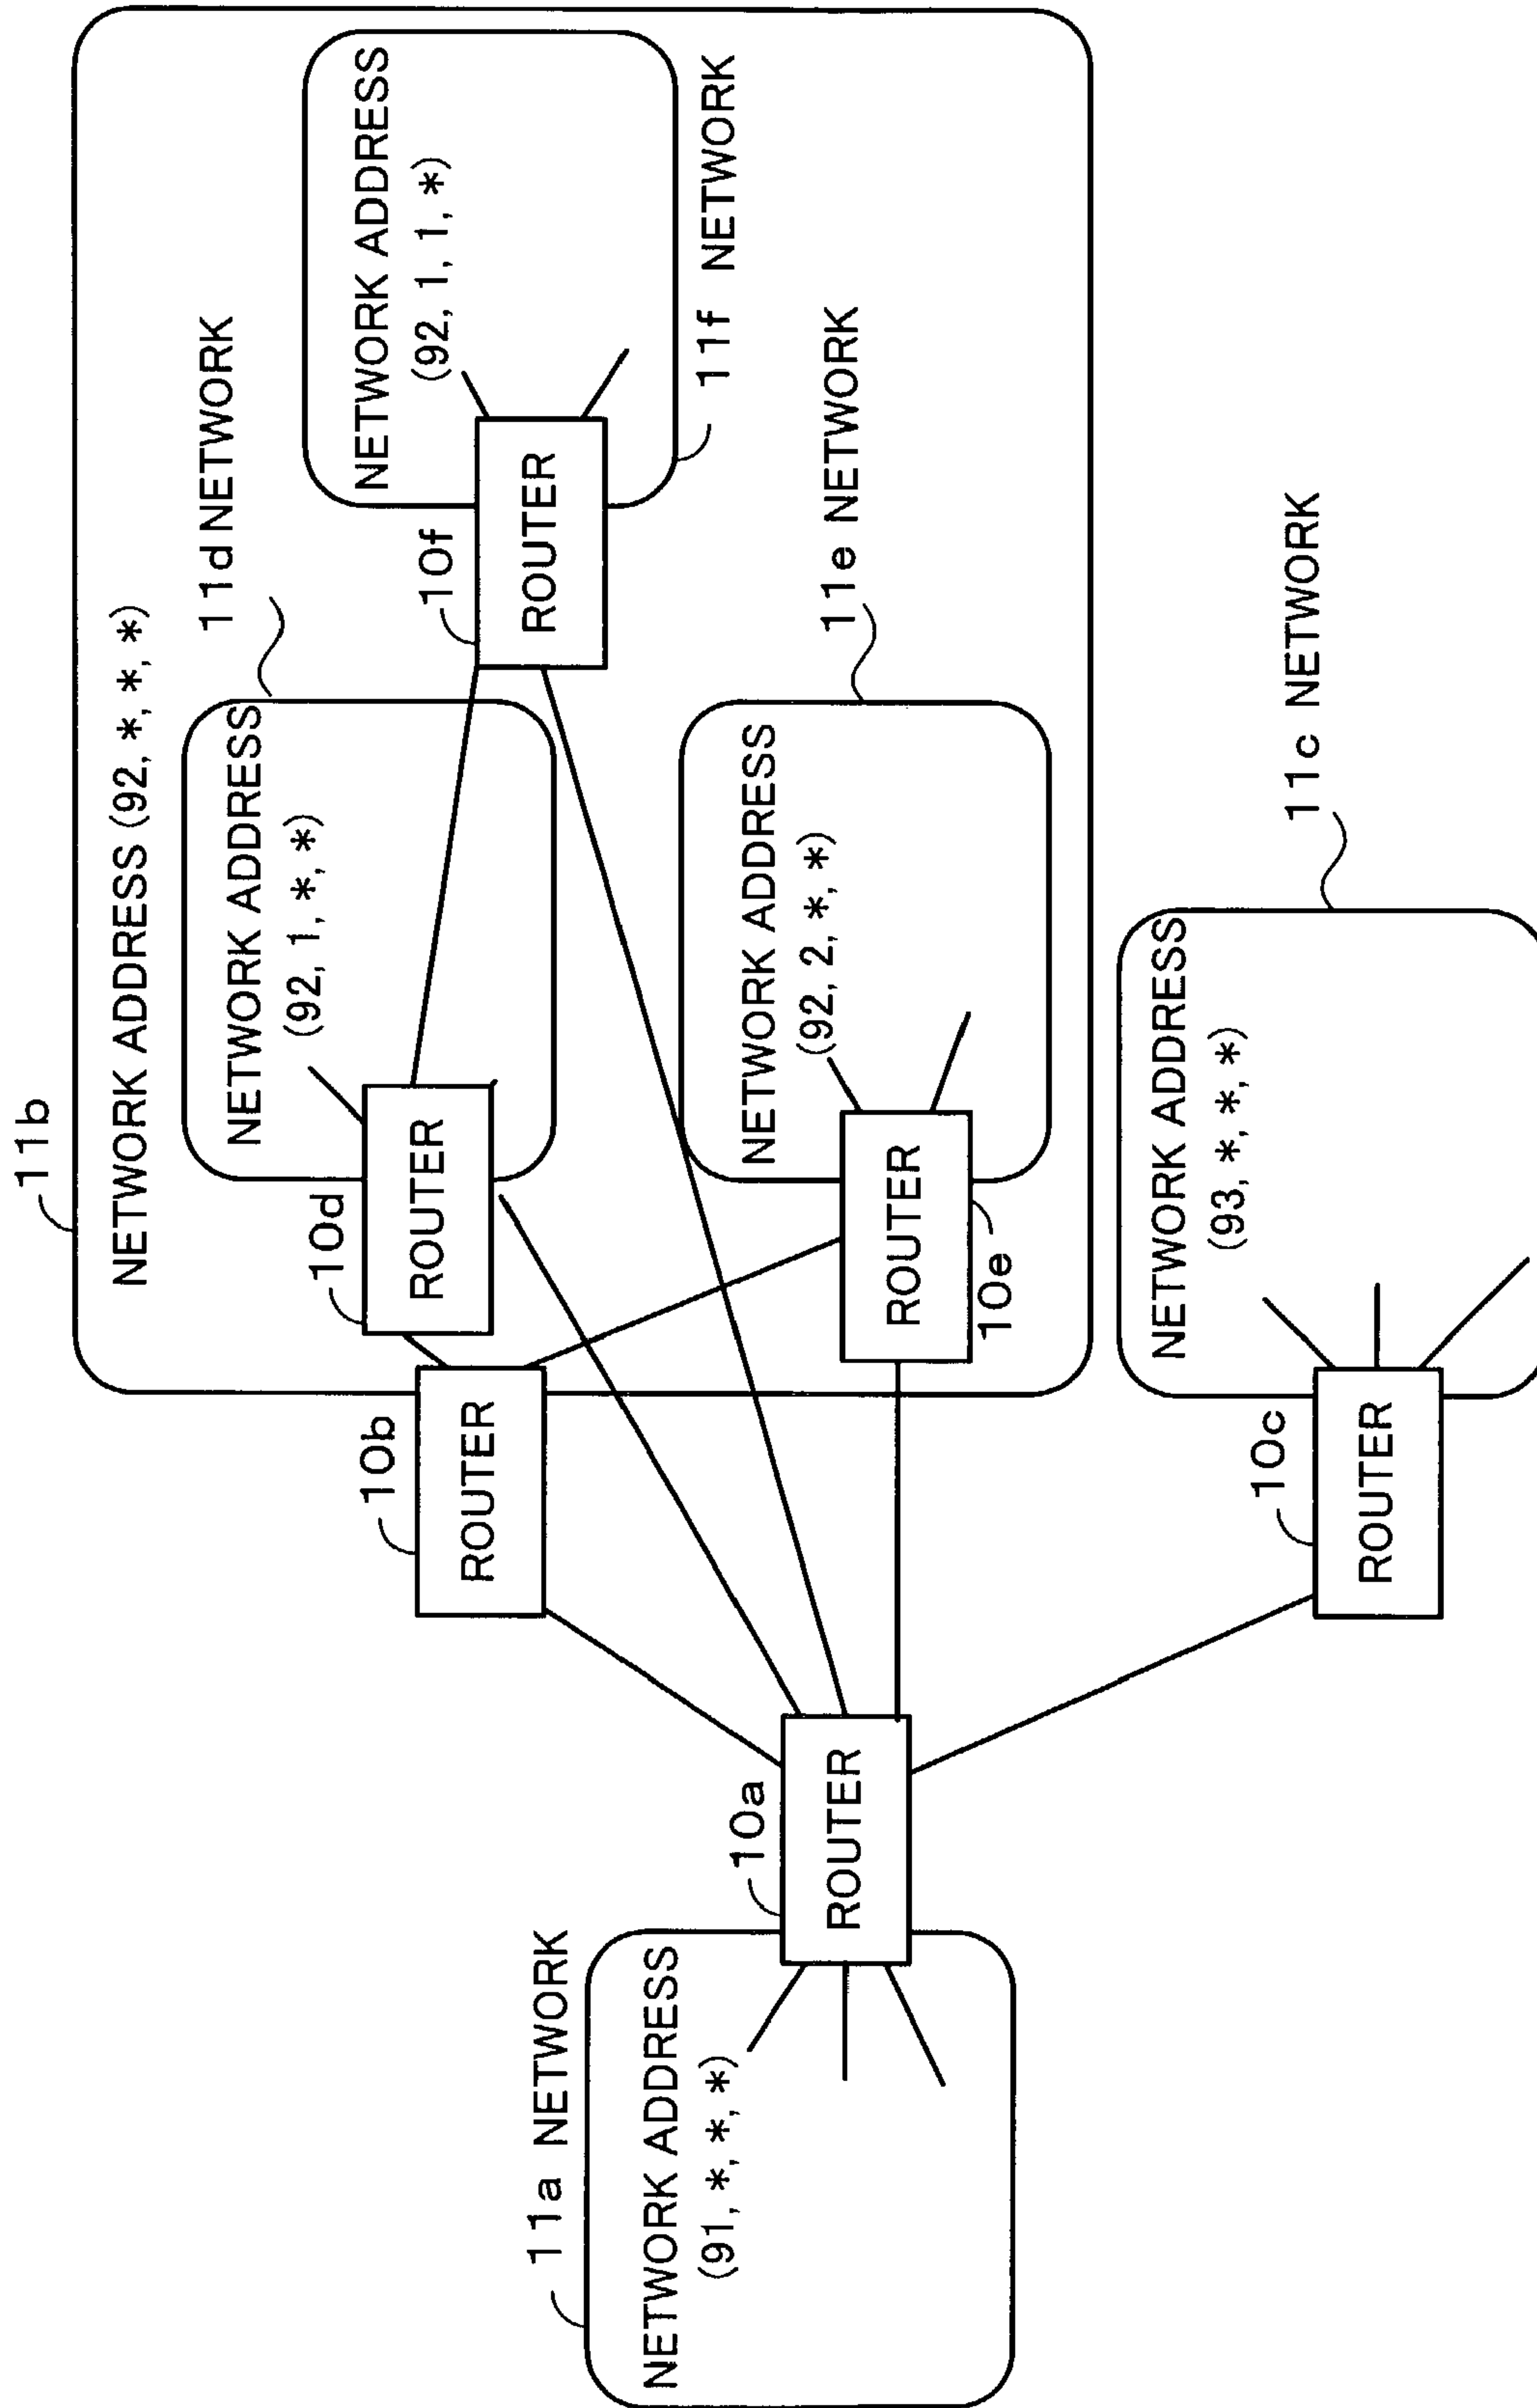 11b
NETWORK ADDRESS (92, *, *, *)
11d NETWORK
NETWORK ADDRESS
(92, 1, *, *)
10d
ROUTER
NETWORK ADDRESS
(92, 1, 1, *)
10f
ROUTER
11f NETWORK
10b
ROUTER
11e NETWORK
NETWORK ADDRESS
(92, 2, *, *)
ROUTER
10e
11a NETWORK
NETWORK ADDRESS
(91, *, *, *)
10a
ROUTER
11c NETWORK
NETWORK ADDRESS
(93, *, *, *)
10c
ROUTER